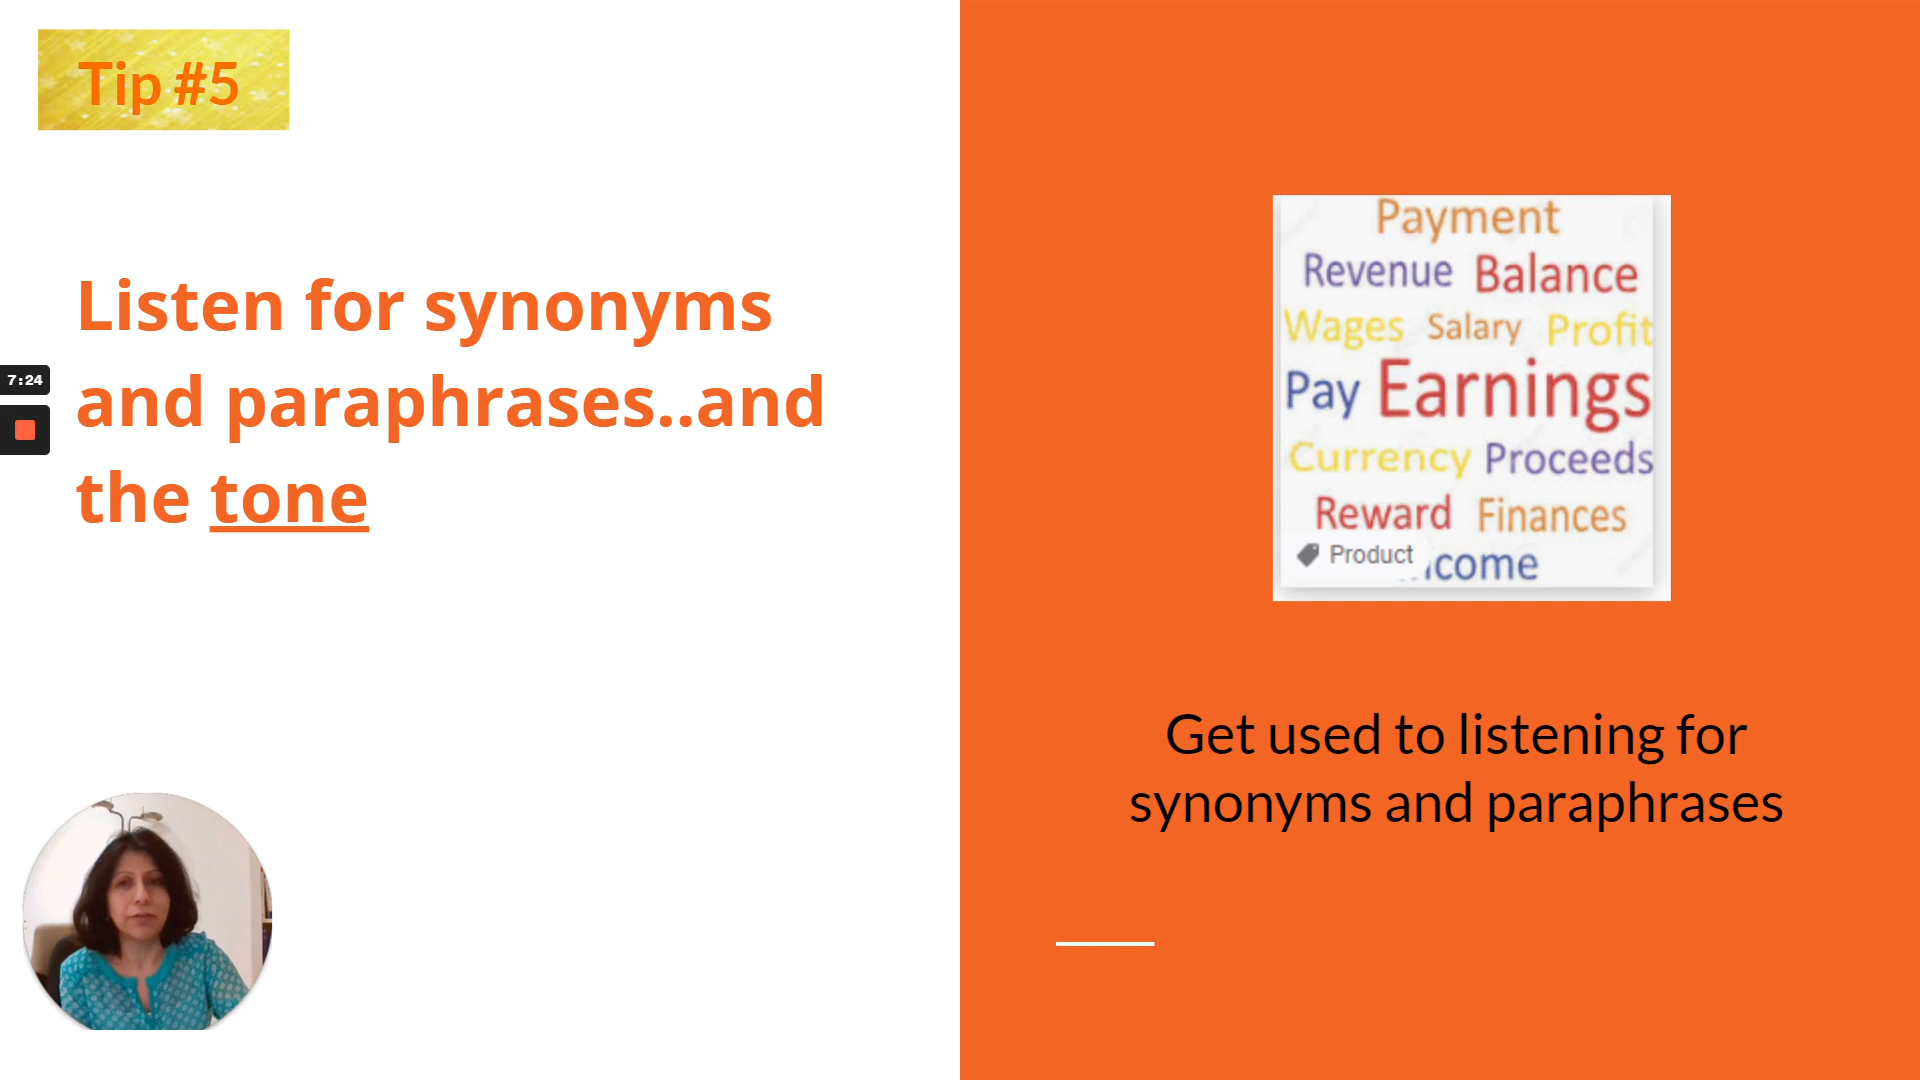 Tip #5
Listen for synonyms
and paraphrases..and
the tone
7:24
Payment
Revenue Balance
Wages Salary Profit
Pay Earnings
Currency Proceeds
Reward Finances
Product come
Get used to listening for
synonyms and paraphrases